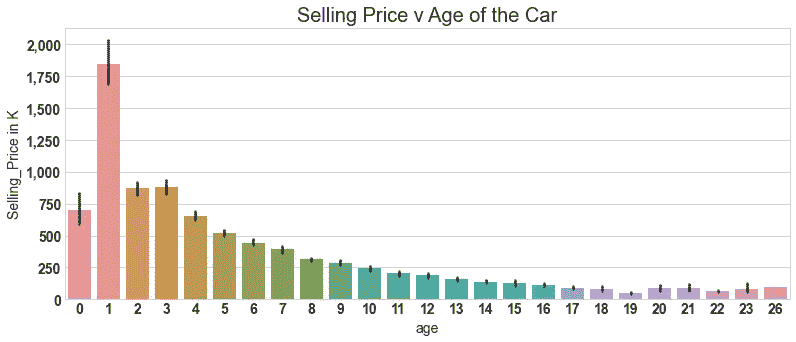 Selling Price v Age of the Car
2,000
1,750
1,500
1,250
1,000
750
500
250
0
Selling_Price in K
0 1 2 3 4 5 6 7 8 9 10 11 12 13 14 15 16 17 18 19 20 21 22 23 26
age